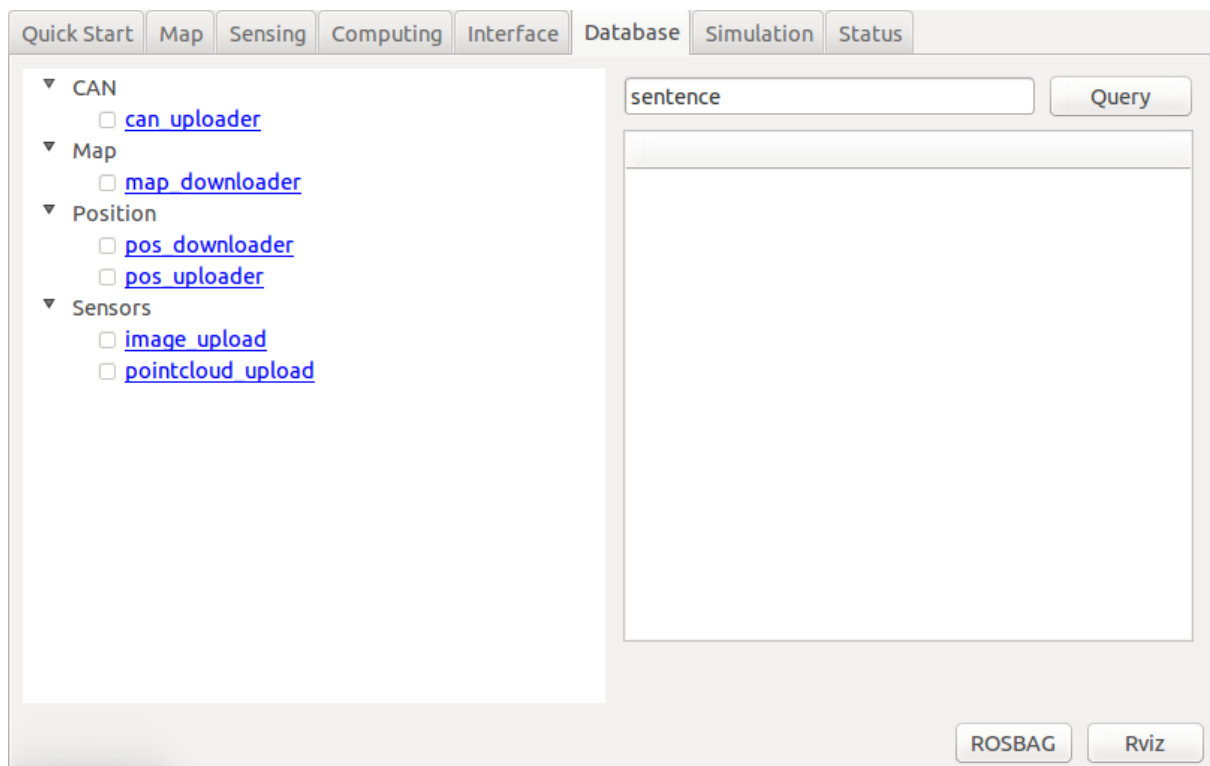 Quick Start Map Sensing Computing Interface Database Simulation Status
CAN
can_uploader
Map
map_downloader
Position
pos_downloader
pos_uploader
Sensors
image_upload
pointcloud_upload
sentence Query
ROSBAG Rviz